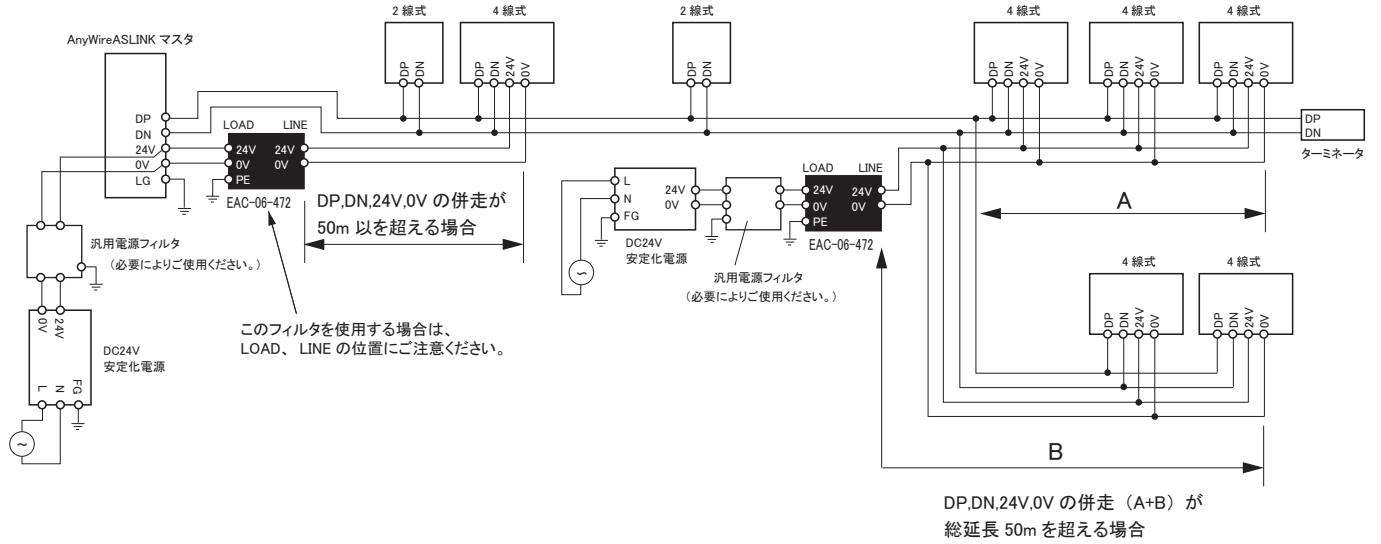 2 線式
4 線式
2 線式
4 線式
4 線式
4 線式
AnyWireASLINK マスタ
DP
DN
DP
DN
24V
0V
DP
DN
DP
DN
24V
0V
DP
DN
24V
0V
DP
DN
24V
0V
DP
DN
24V
0V
LG
LOAD
LINE
24V
0V
PE
24V
0V
EAC-06-472
DP
DN
ターミネータ
DP,DN,24V,0V の併走が
50m 以を超える場合
L
N
FG
24V
0V
DC24V
安定化電源
LOAD
LINE
24V
0V
PE
24V
0V
EAC-06-472
A
汎用電源フィルタ
(必要によりご使用ください。)
汎用電源フィルタ
(必要によりご使用ください。)
4 線式
4 線式
DP
DN
24V
0V
DP
DN
24V
0V
このフィルタを使用する場合は、
LOAD、 LINE の位置にご注意ください。
0V
24V
L
N
FG
DC24V
安定化電源
~
~
B
DP,DN,24V,0V の併走（A+B）が
総延長 50m を超える場合